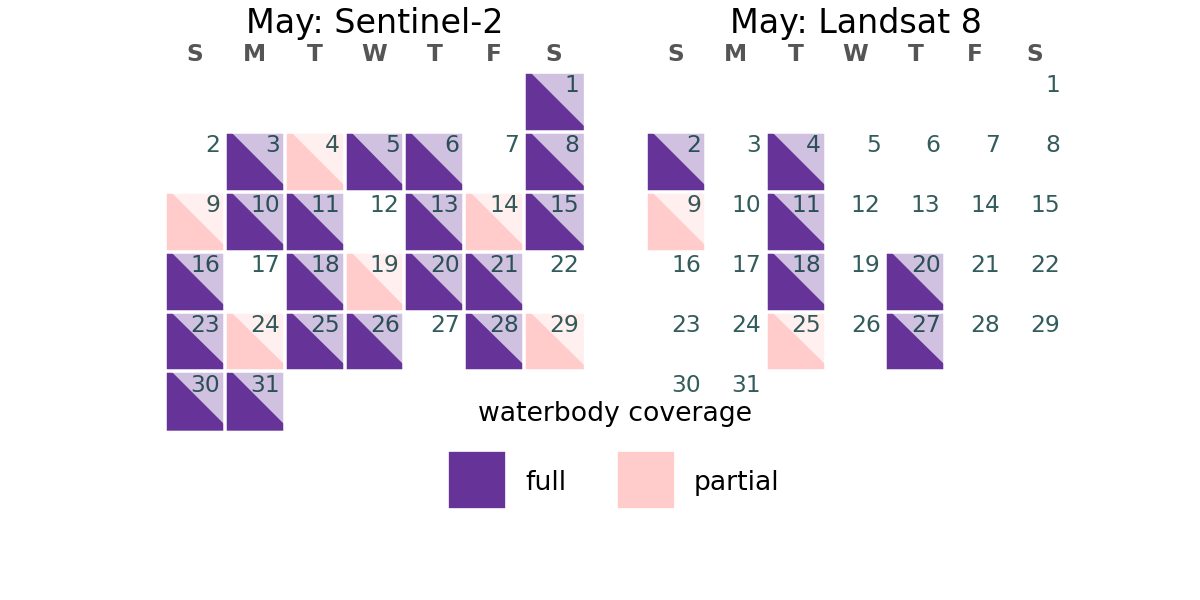 May: Sentinel-2
S M T W T F S
1
2 3 4 5 6 7 8
9 10 11 12 13 14 15
16 17 18 19 20 21 22
23 24 25 26 27 28 29
30 31
May: Landsat 8
S M T W T F S
1
2 3 4 5 6 7 8
9 10 11 12 13 14 15
16 17 18 19 20 21 22
23 24 25 26 27 28 29
30 31
waterbody coverage
full partial